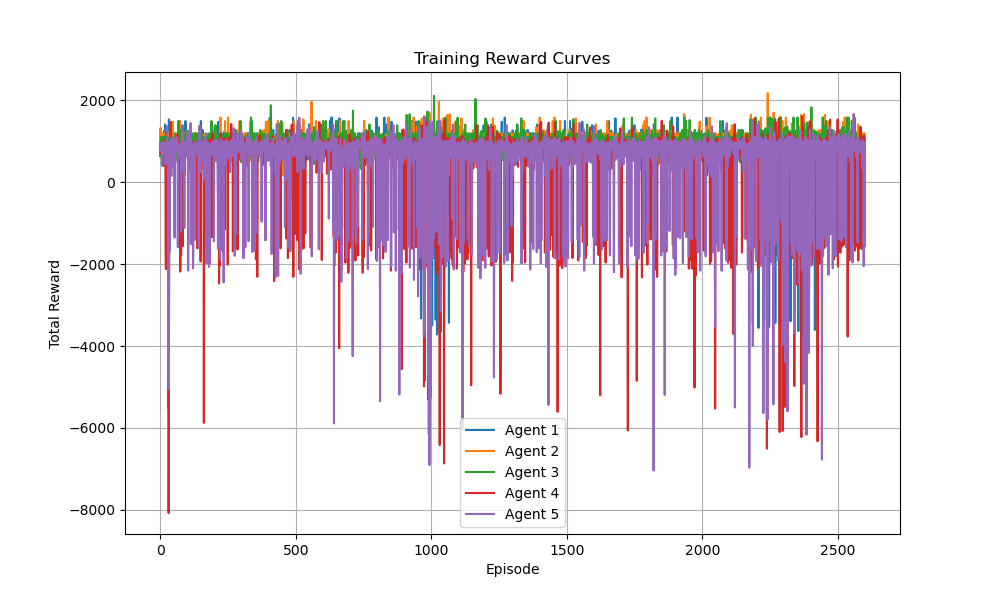 Training Reward Curves
Total Reward
2000
0
−2000
−4000
−6000
−8000
Agent 1
Agent 2
Agent 3
Agent 4
Agent 5
0 500 1000 1500 2000 2500
Episode